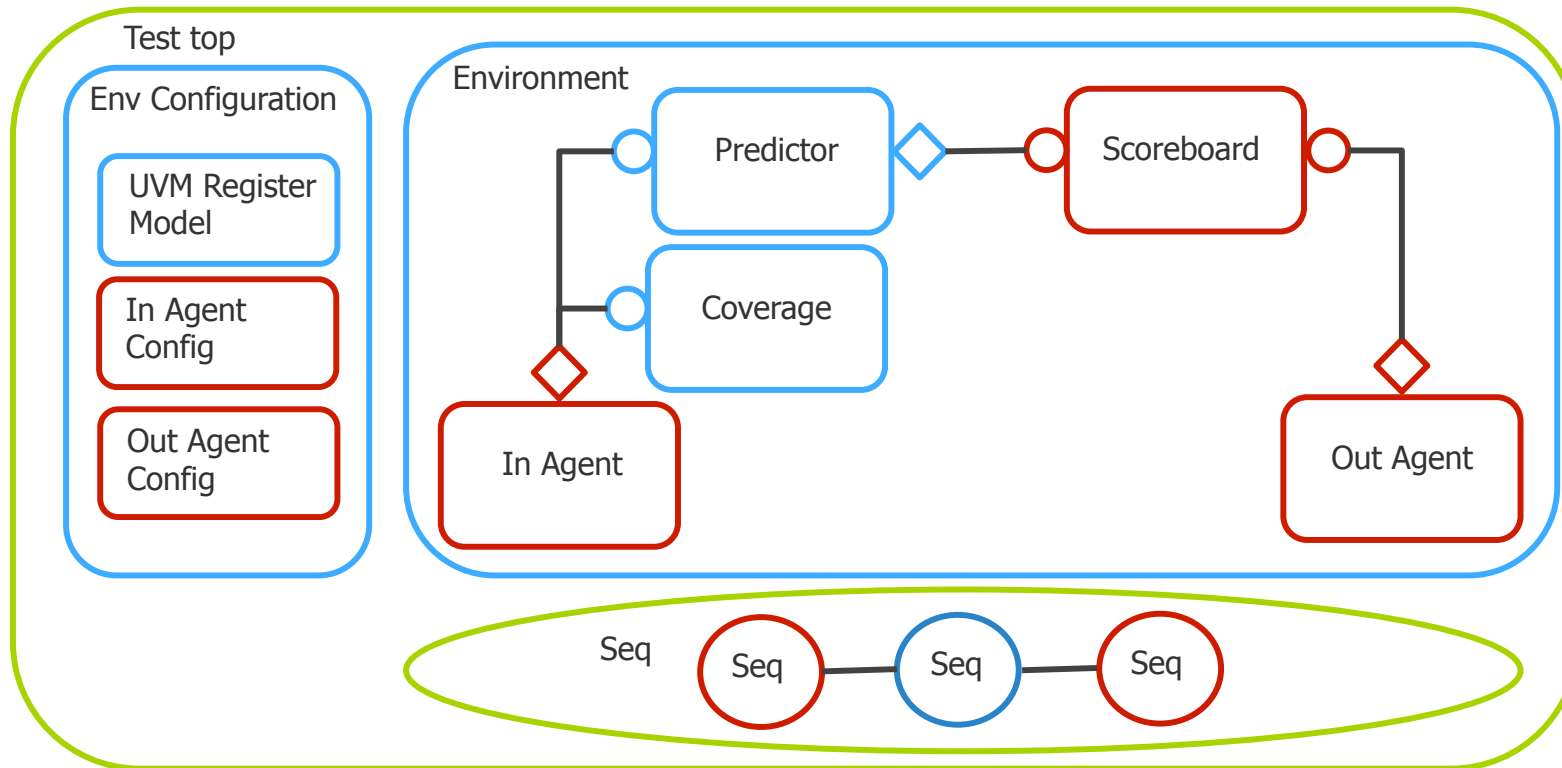 Test top
Env Configuration
UVM Register
Model
In Agent
Config
Out Agent
Config
Environment
Predictor
Scoreboard
Coverage
In Agent
Out Agent
Seq
Seq
Seq
Seq